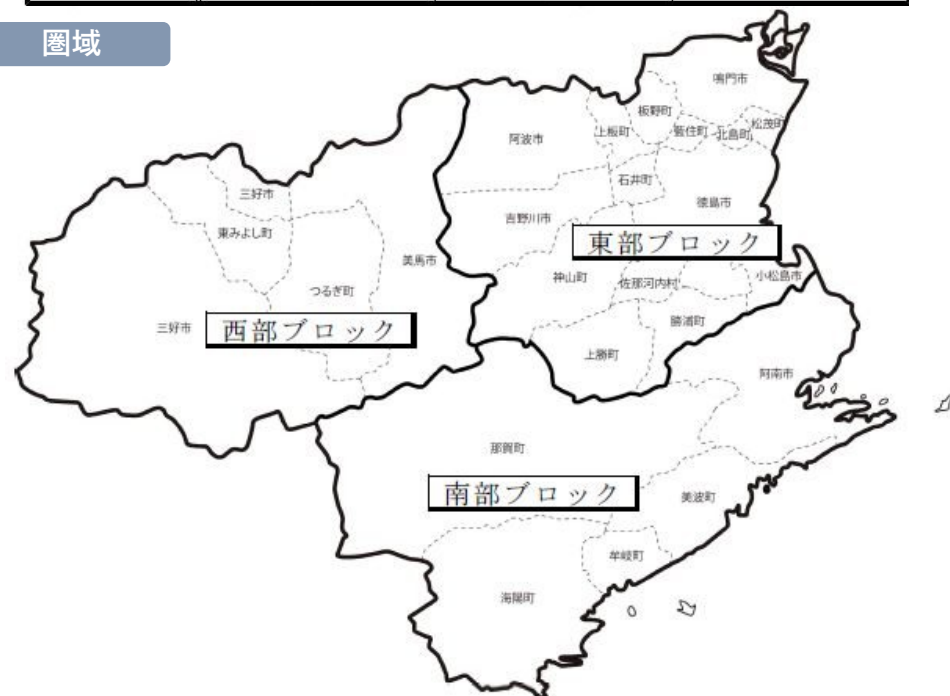 圏域
鳴門市
板野町
松茂町
上板町
藍住町
北島町
阿波市
石井町
三好市
徳島市
吉野川市
東みよし町
東部ブロック
美馬市
神山町
佐那河内村
小松島市
つるぎ町
勝浦町
三好市
西部ブロック
上勝町
阿南市
那賀町
南部ブロック
美波町
牟岐町
海陽町